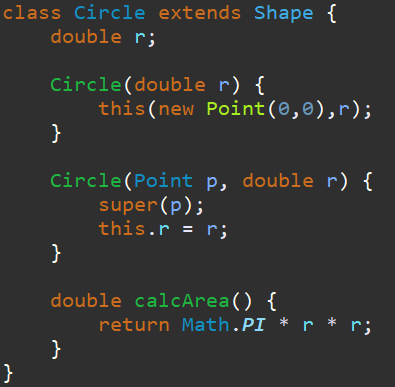 class Circle extends Shape {
    double r;

    Circle(double r) {
        this(new Point(0,0),r);
    }

    Circle(Point p, double r) {
        super(p);
        this.r = r;
    }

    double calcArea() {
        return Math.PI * r * r;
    }
}